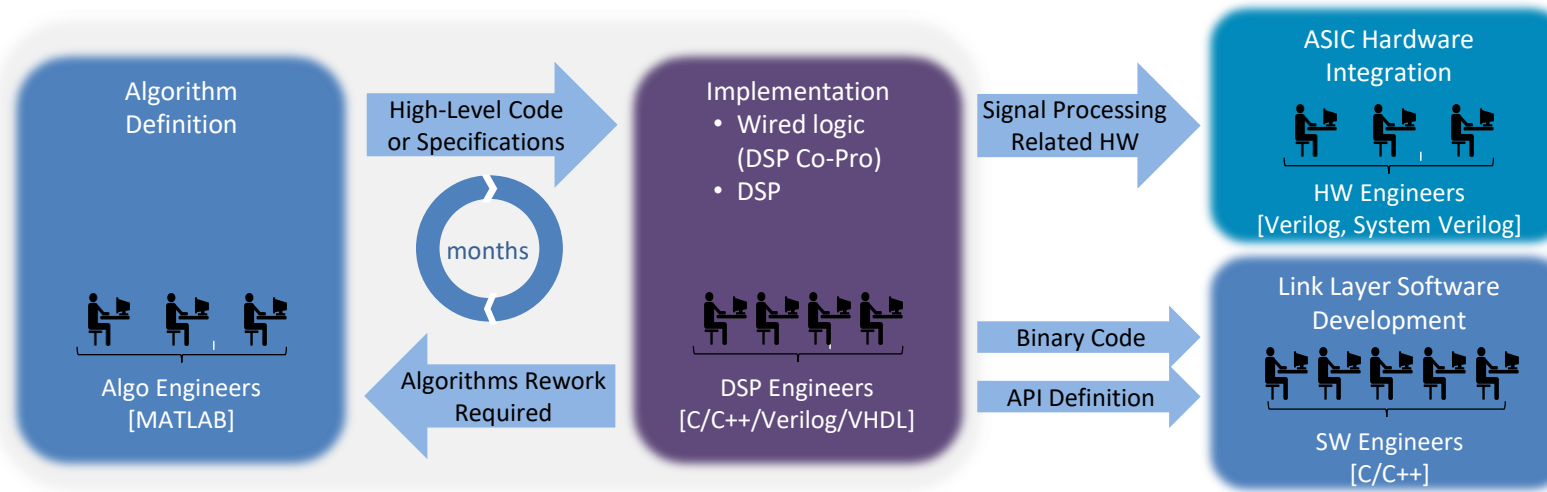 Algorithm
Definition
Algo Engineers
[MATLAB]
High-Level Code
or Specifications
months
Algorithms Rework
Required
Implementation
• Wired logic
(DSP Co-Pro)
• DSP
DSP Engineers
[C/C++/Verilog/VHDL]
Signal Processing
Related HW
Binary Code
API Definition
ASIC Hardware
Integration
HW Engineers
[Verilog, System Verilog]
Link Layer Software
Development
SW Engineers
[C/C++]